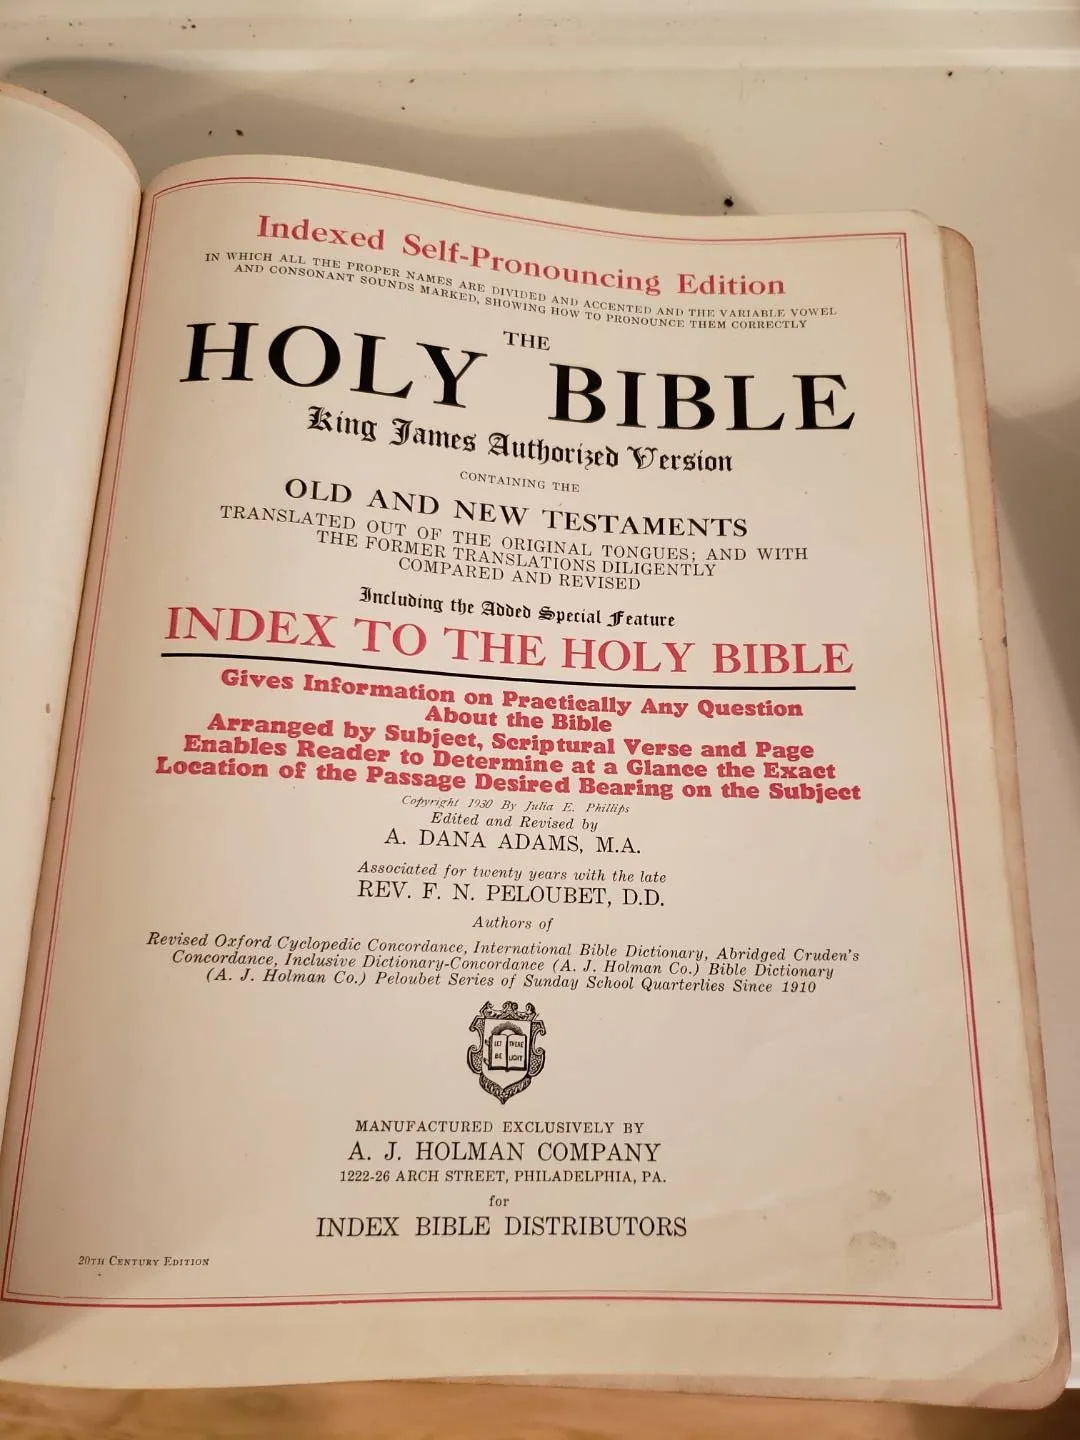 Indexed Self-Pronouncing Edition
IN WHICH ALL THE PROPER NAMES ARE DIVIDED AND ACCENTED AND THE VARIABLE VOWEL
AND CONSONANT SOUNDS MARKED, SHOWING HOW TO PRONOUNCE THEM CORRECTLY
THE
HOLY BIBLE
King James Authorized Version
CONTAINING THE
OLD AND NEW TESTAMENTS
TRANSLATED OUT OF THE ORIGINAL TONGUES; AND WITH
THE FORMER TRANSLATIONS DILIGENTLY
COMPARED AND REVISED
Including the Added Special Feature
INDEX TO THE HOLY BIBLE
Gives Information on Practically Any Question
About the Bible
Arranged by Subject, Scriptural Verse and Page
Enables Reader to Determine at a Glance the Exact
Location of the Passage Desired Bearing on the Subject
Copyright 1930 By Julia E. Phillips
Edited and Revised by
A. DANA ADAMS, M.A.
Associated for twenty years with the late
REV. F. N. PELOUBET, D.D.
Authors of
Revised Oxford Cyclopedic Concordance, International Bible Dictionary, Abridged Cruden's
Concordance, Inclusive Dictionary-Concordance (A. J. Holman Co.) Bible Dictionary
(A. J. Holman Co.) Peloubet Series of Sunday School Quarterlies Since 1910
LET THERE
BE LIGHT
MANUFACTURED EXCLUSIVELY BY
A. J. HOLMAN COMPANY
1222-26 ARCH STREET, PHILADELPHIA, PA.
for
INDEX BIBLE DISTRIBUTORS
20TH CENTURY EDITION